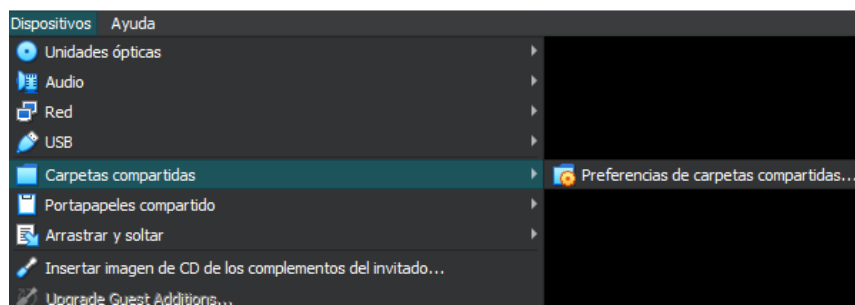 Dispositivos Ayuda
Unidades ópticas
Audio
Red
USB
Carpetas compartidas
Preferencias de carpetas compartidas...
Portapapeles compartido
Arrastrar y soltar
Insertar imagen de CD de los complementos del invitado...
Upgrade Guest Additions...